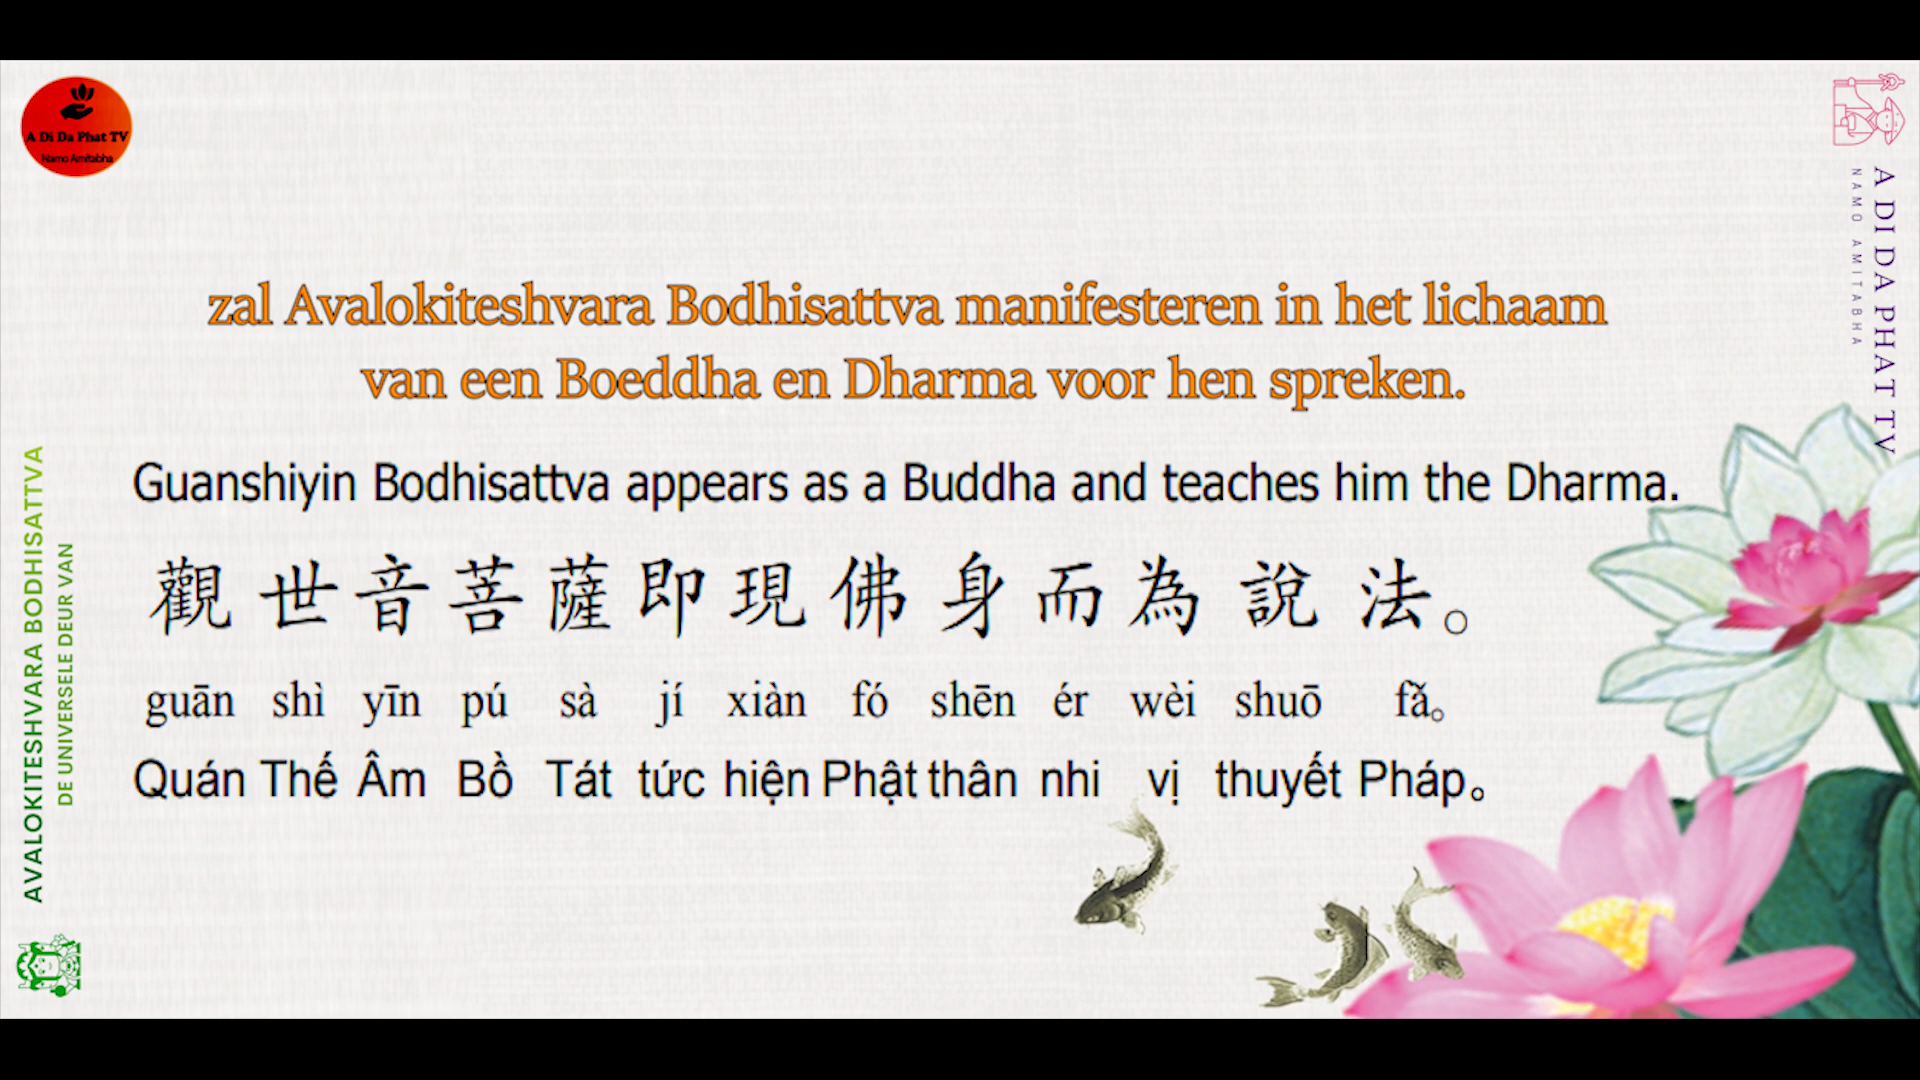 A Di Da Phat TV
Namo Amitabha
A DI DA PHAT TV
NAMO AMITABHA
zal Avalokiteshvara Bodhisattva manifesteren in het lichaam
van een Boeddha en Dharma voor hen spreken.
Guanshiyin Bodhisattva appears as a Buddha and teaches him the Dharma.
觀世音菩薩即現佛身而為說法。
guān shì yīn pú sà jí xiàn fó shēn ér wèi shuō fǎ。
Quán Thế Âm Bồ Tát tức hiện Phật thân nhi vị thuyết Pháp。
AVALOKITESHVARA BODHISATTVA
DE UNIVERSELE DEUR VAN